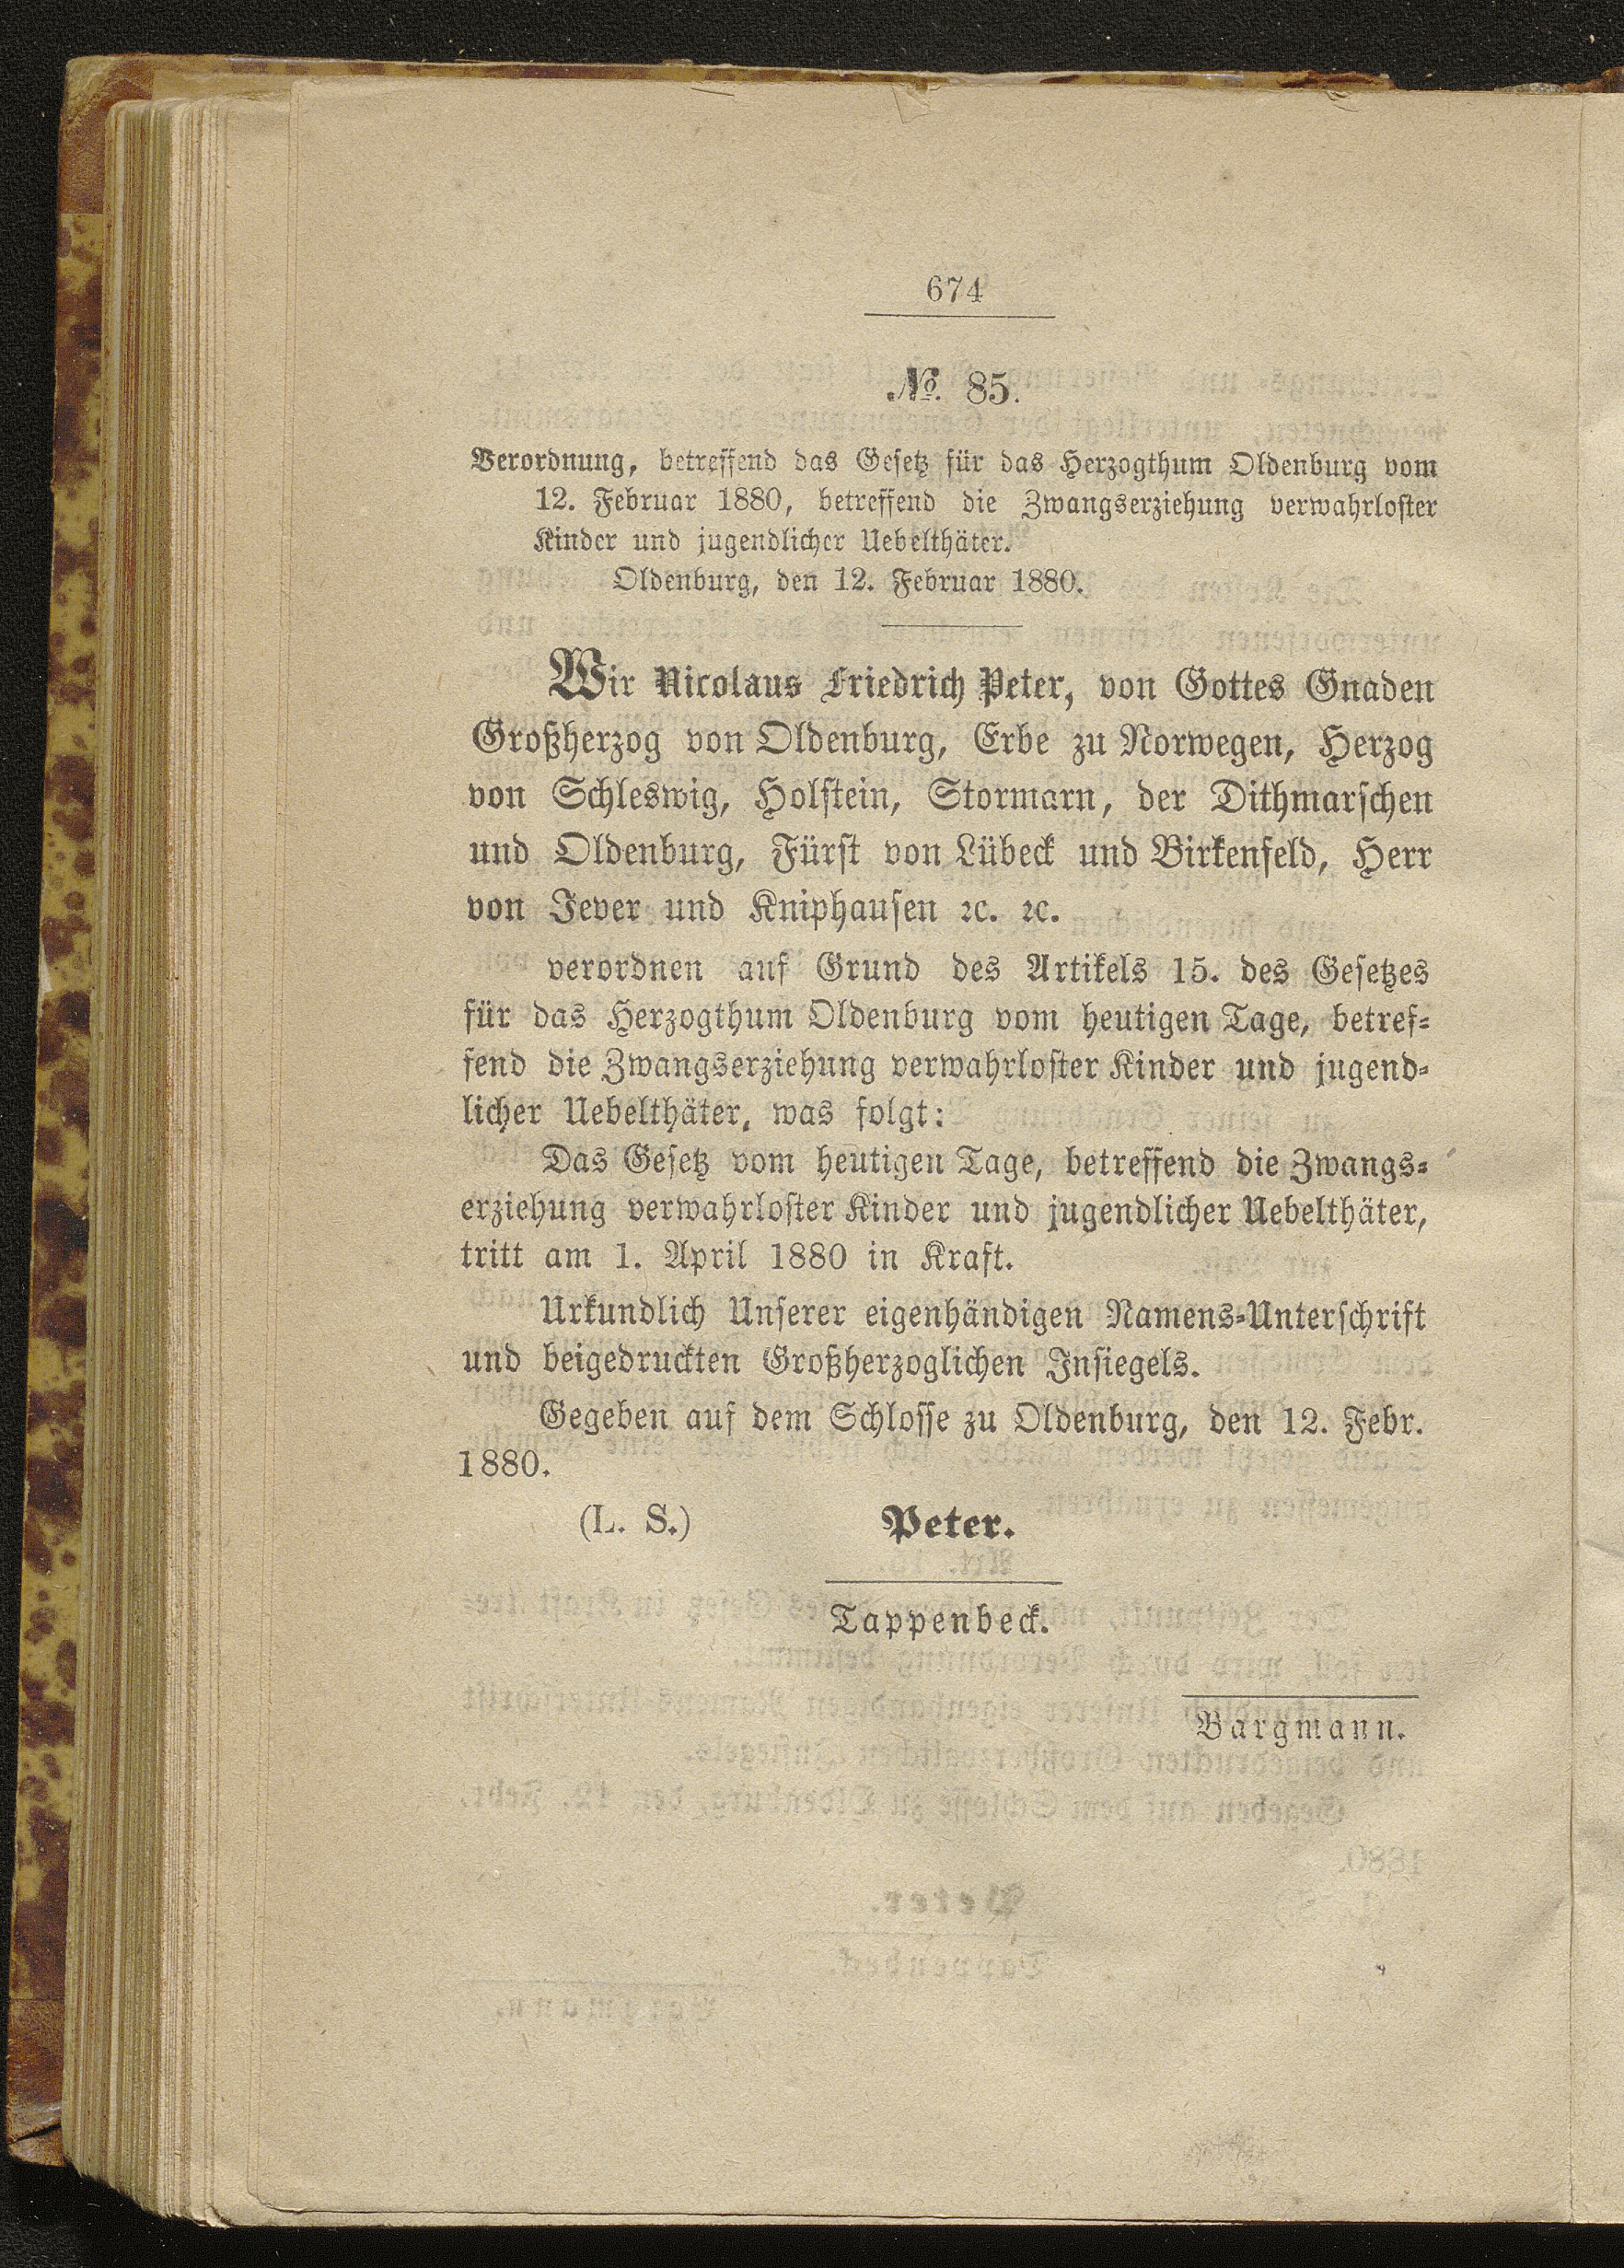 674
№. 85.
Verordnung, betreffend das Gesetz für das Herzogthum Oldenburg vom
12. Februar 1880, betreffend die Zwangserziehung verwahrloster
Kinder und jugendlicher Uebelthäter.
Oldenburg, den 12. Februar 1880.
Wir Nicolaus Friedrich Peter, von Gottes Gnaden
Großherzog von Oldenburg, Erbe zu Norwegen, Herzog
von Schleswig, Holstein, Stormarn, der Dithmarschen
und Oldenburg, Fürst von Lübeck und Birkenfeld, Herr
von Jever und Kniphausen ꝛc. ꝛc.
verordnen auf Grund des Artikels 15. des Gesetzes
für das Herzogthum Oldenburg vom heutigen Tage, betref-
fend die Zwangserziehung verwahrloster Kinder und jugend-
licher Uebelthäter, was folgt:
Das Gesetz vom heutigen Tage, betreffend die Zwangs-
erziehung verwahrloster Kinder und jugendlicher Uebelthäter,
tritt am 1. April 1880 in Kraft.
Urkundlich Unserer eigenhändigen Namens-Unterschrift
und beigedruckten Großherzoglichen Insiegels.
Gegeben auf dem Schlosse zu Oldenburg, den 12. Febr.
1880.
(L. S.) Peter.
Tappenbeck.
Bargmann.